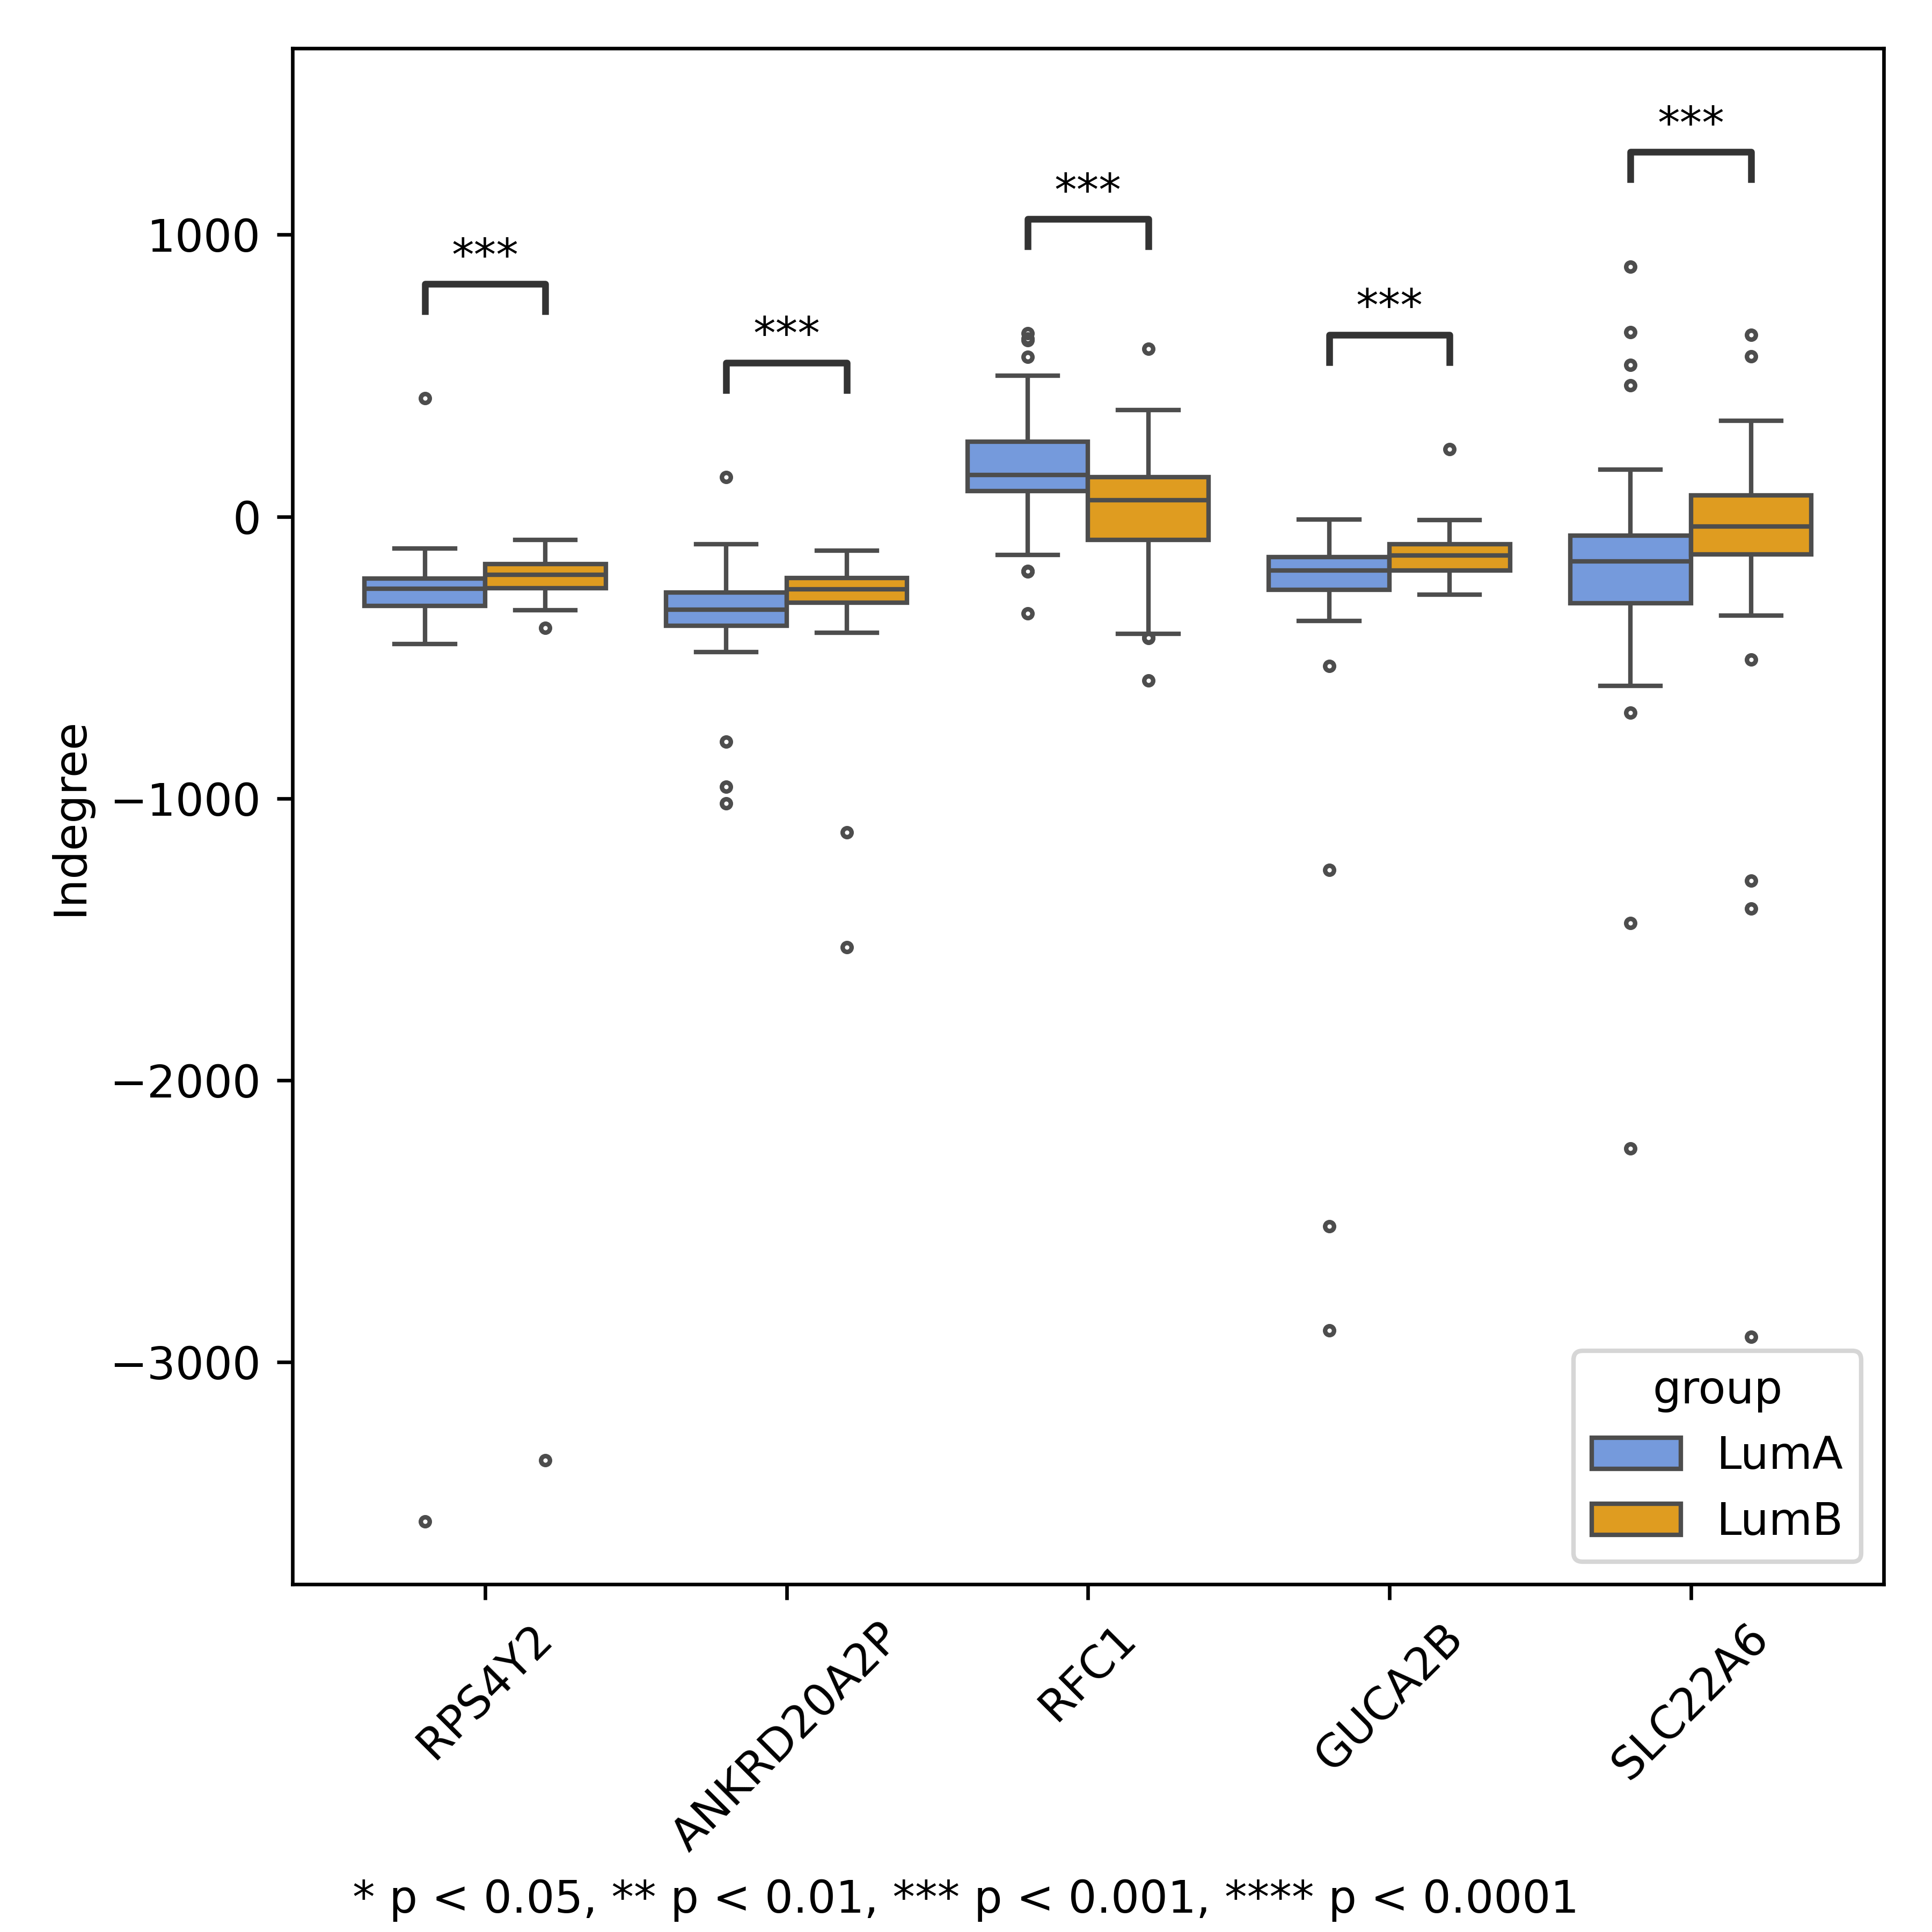 ***
***
***
***
***
1000
0
−1000
−2000
−3000
Indegree
group
LumA
LumB
RPS4Y2
ANKRD20A2P
RFC1
GUCA2B
SLC22A6
* p < 0.05, ** p < 0.01, *** p < 0.001, **** p < 0.0001